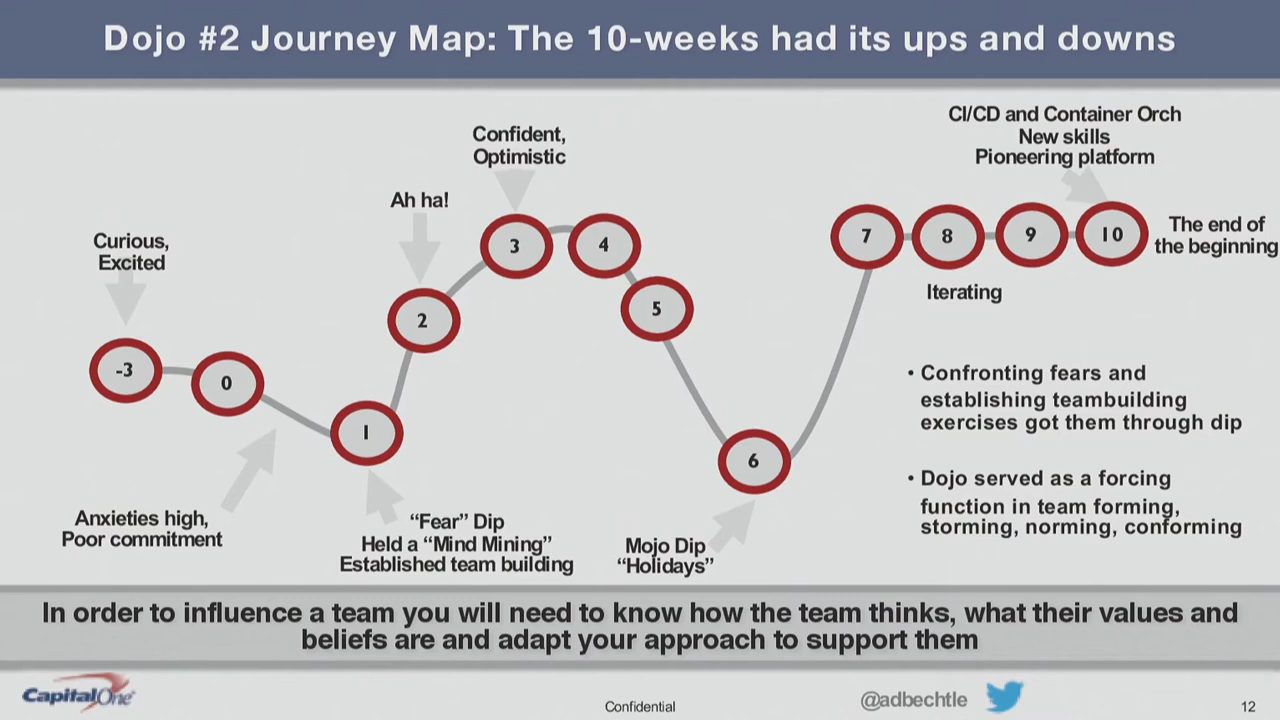 Dojo #2 Journey Map: The 10-weeks had its ups and downs
Curious,
Excited
Ah ha!
Confident,
Optimistic
CI/CD and Container Orch
New skills
Pioneering platform
-3
0
1
2
3
4
5
6
7
8
9
10
The end of
the beginning
Iterating
Anxieties high,
Poor commitment
“Fear” Dip
Held a “Mind Mining”
Established team building
Mojo Dip
“Holidays”
• Confronting fears and
establishing teambuilding
exercises got them through dip
• Dojo served as a forcing
function in team forming,
storming, norming, conforming
In order to influence a team you will need to know how the team thinks, what their values and
beliefs are and adapt your approach to support them
CapitalOne
Confidential
@adbechtle
12